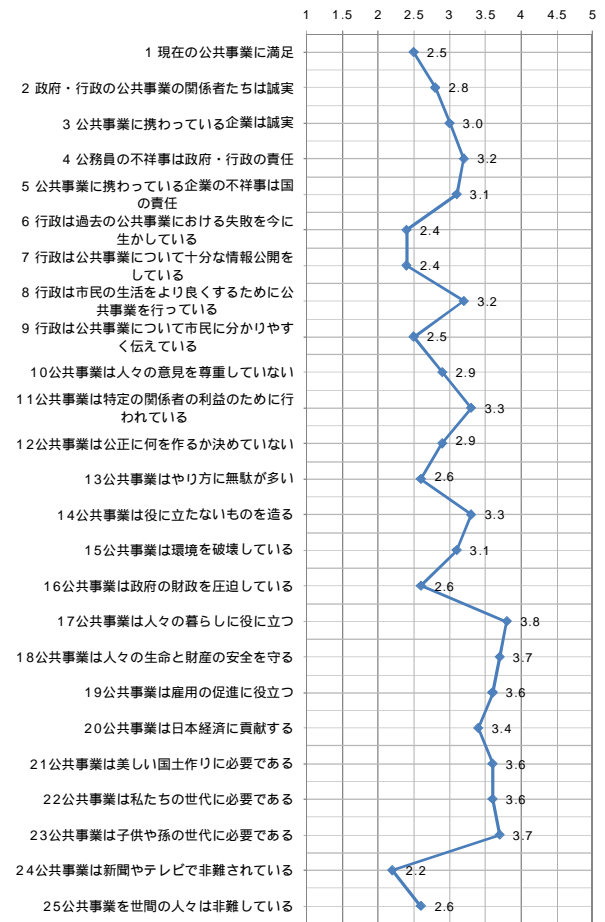 1 1.5 2 2.5 3 3.5 4 4.5 5
1 現在の公共事業に満足 2.5
2 政府・行政の公共事業の関係者たちは誠実 2.8
3 公共事業に携わっている企業は誠実 3.0
4 公務員の不祥事は政府・行政の責任 3.2
5 公共事業に携わっている企業の不祥事は国
の責任 3.1
6 行政は過去の公共事業における失敗を今に
生かしている 2.4
7 行政は公共事業について十分な情報公開を
している 2.4
8 行政は市民の生活をより良くするために公
共事業を行っている 3.2
9 行政は公共事業について市民に分かりやす
く伝えている 2.5
10公共事業は人々の意見を尊重していない 2.9
11公共事業は特定の関係者の利益のために行
われている 3.3
12公共事業は公正に何を作るか決めていない 2.9
13公共事業はやり方に無駄が多い 2.6
14公共事業は役に立たないものを造る 3.3
15公共事業は環境を破壊している 3.1
16公共事業は政府の財政を圧迫している 2.6
17公共事業は人々の暮らしに役に立つ 3.8
18公共事業は人々の生命と財産の安全を守る 3.7
19公共事業は雇用の促進に役立つ 3.6
20公共事業は日本経済に貢献する 3.4
21公共事業は美しい国土作りに必要である 3.6
22公共事業は私たちの世代に必要である 3.6
23公共事業は子供や孫の世代に必要である 3.7
24公共事業は新聞やテレビで非難されている 2.2
25公共事業を世間の人々は非難している 2.6